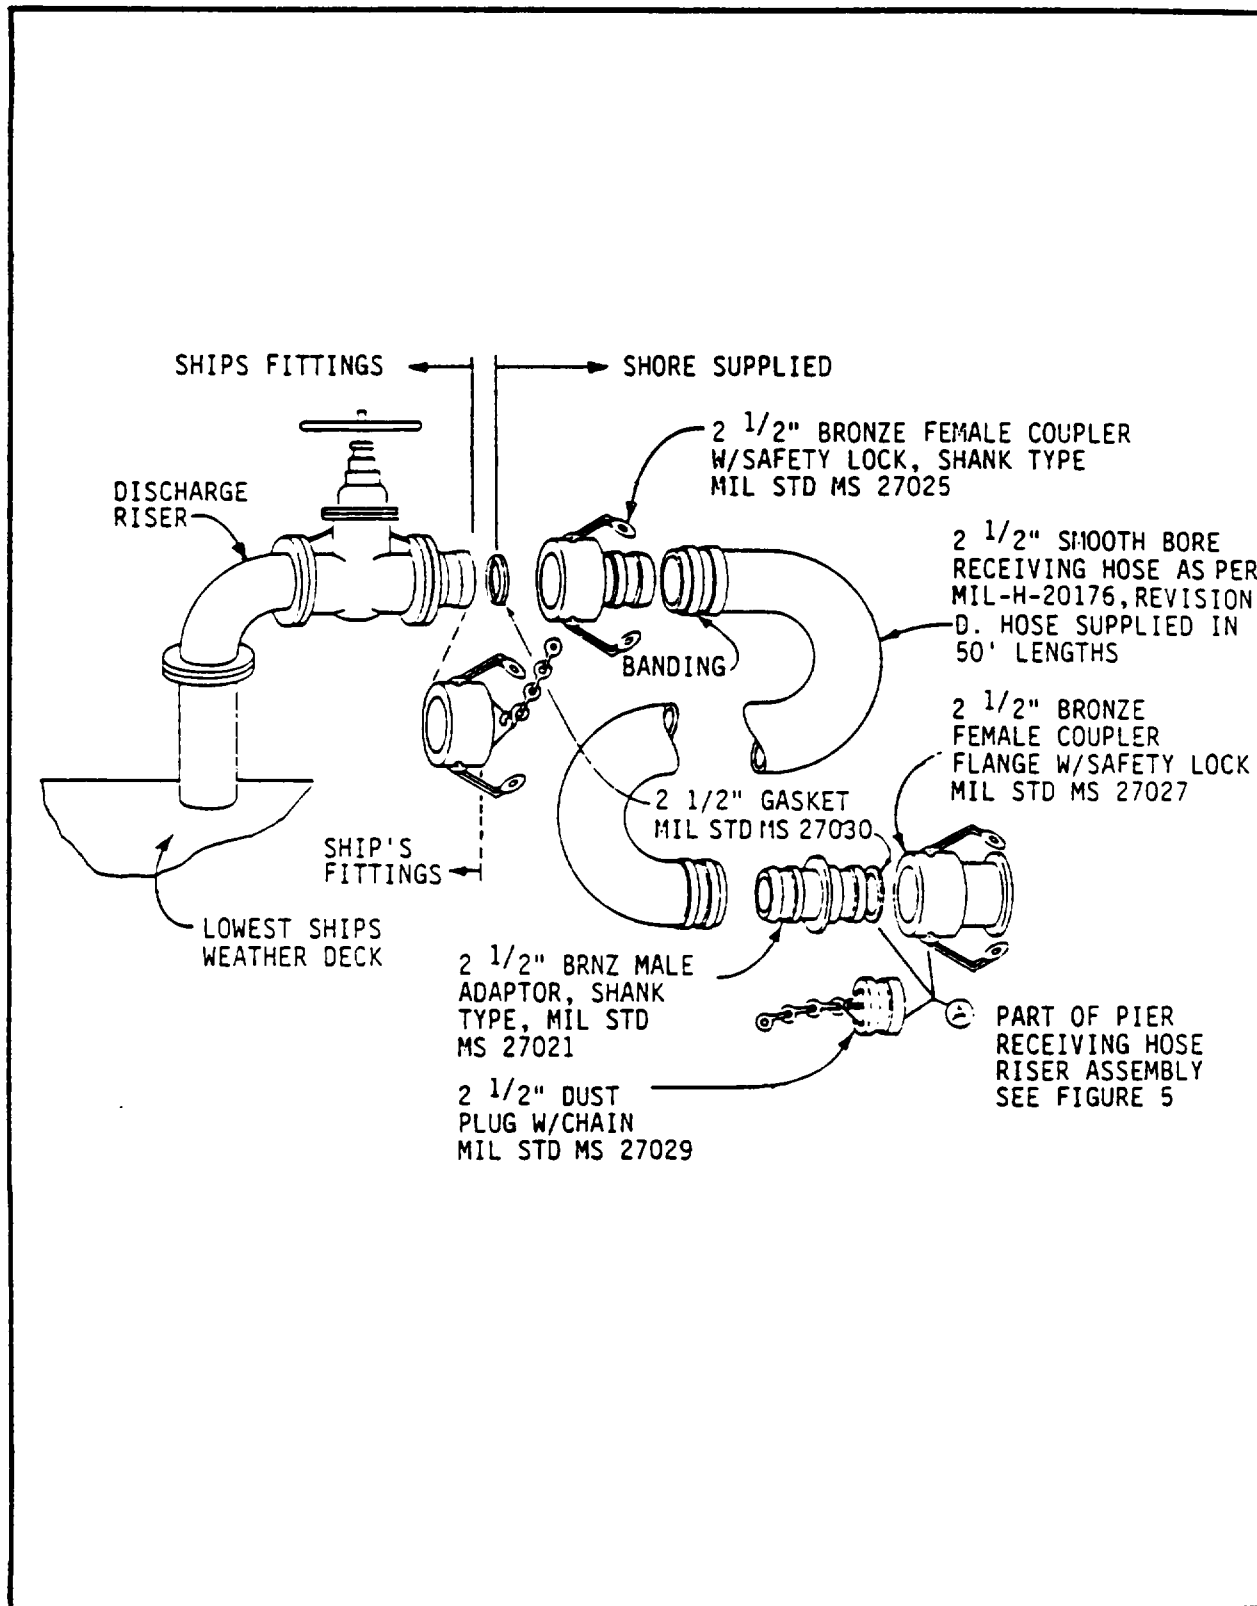 SHIPS FITTINGS
SHORE SUPPLIED
2 1/2" BRONZE FEMALE COUPLER
W/SAFETY LOCK, SHANK TYPE
MIL STD MS 27025
DISCHARGE
RISER
2 1/2" SMOOTH BORE
RECEIVING HOSE AS PER
MIL-H-20176, REVISION
D. HOSE SUPPLIED IN
50' LENGTHS
BANDING
2 1/2" BRONZE
FEMALE COUPLER
FLANGE W/SAFETY LOCK
MIL STD MS 27027
2 1/2" GASKET
MIL STD MS 27030
SHIP'S
FITTINGS
LOWEST SHIPS
WEATHER DECK
2 1/2" BRNZ MALE
ADAPTOR, SHANK
TYPE, MIL STD
MS 27021
PART OF PIER
RECEIVING HOSE
RISER ASSEMBLY
SEE FIGURE 5
2 1/2" DUST
PLUG W/CHAIN
MIL STD MS 27029